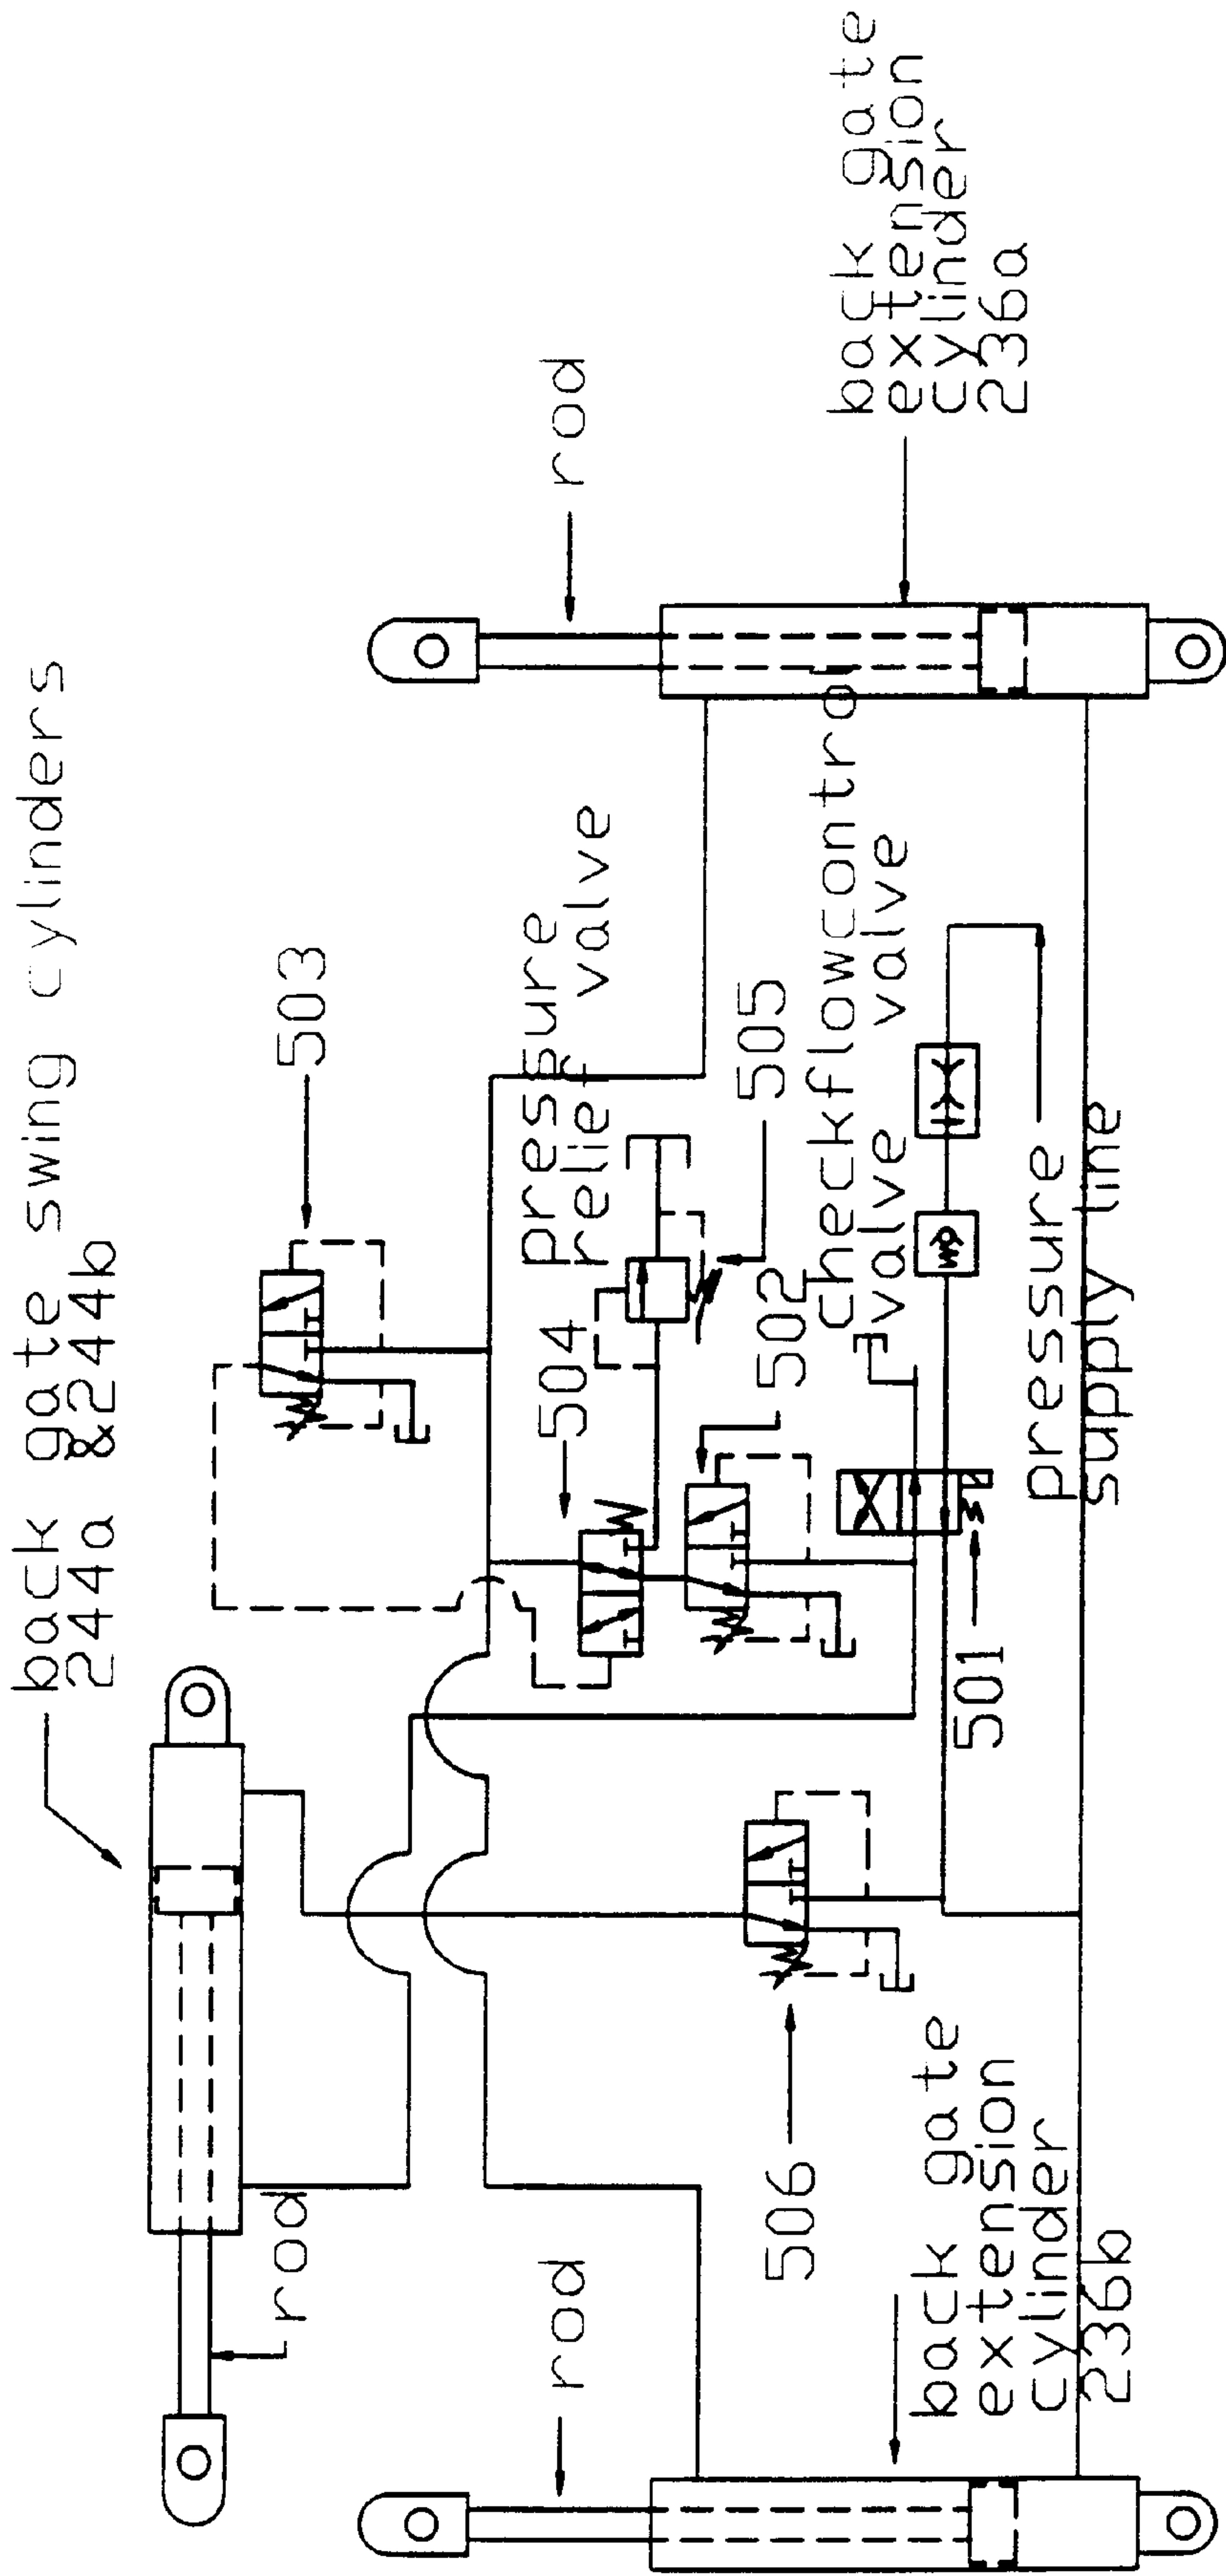 back gate swing cylinders
244a &244b
503
rod
pressure
relief valve
504
505
502
checkflowcontrol
valve valve
501
506
rod
rod
back gate
extension
cylinder
236b
pressure
supply line
back gate
extension
cylinder
236a